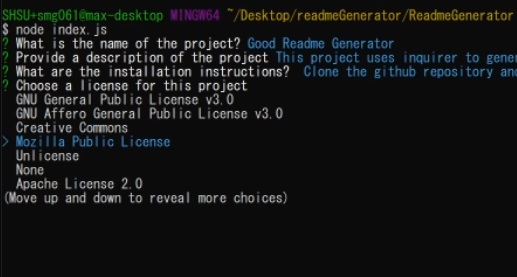 SHSU+smg061@max-desktop MINGW64 ~/Desktop/readmeGenerator/ReadmeGenerator
$ node index.js
? What is the name of the project? Good Readme Generator
? Provide a description of the project This project uses inquirer to gener
? What are the installation instructions?  Clone the github repository and
? Choose a license for this project
  GNU General Public License v3.0
  GNU Affero General Public License v3.0
  Creative Commons
> Mozilla Public License
  Unlicense
  None
  Apache License 2.0
(Move up and down to reveal more choices)